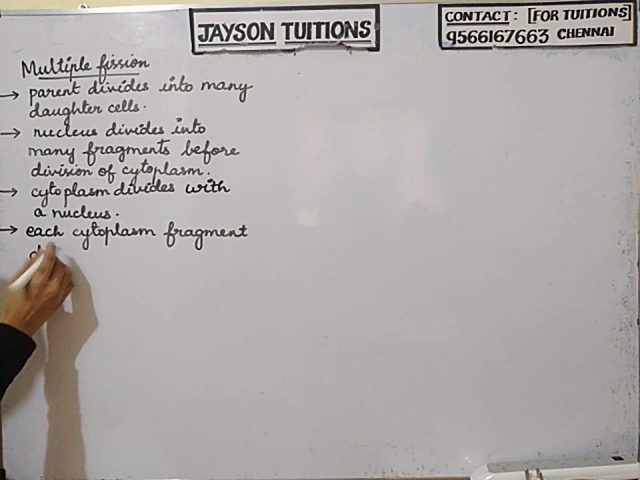 JAYSON TUITIONS
CONTACT: [FOR TUITIONS]
9566167663 CHENNAI
Multiple fission
→ parent divides into many
daughter cells.
→ nucleus divides into
many fragments before
division of cytoplasm.
→ cytoplasm divides with
a nucleus.
→ each cytoplasm fragment